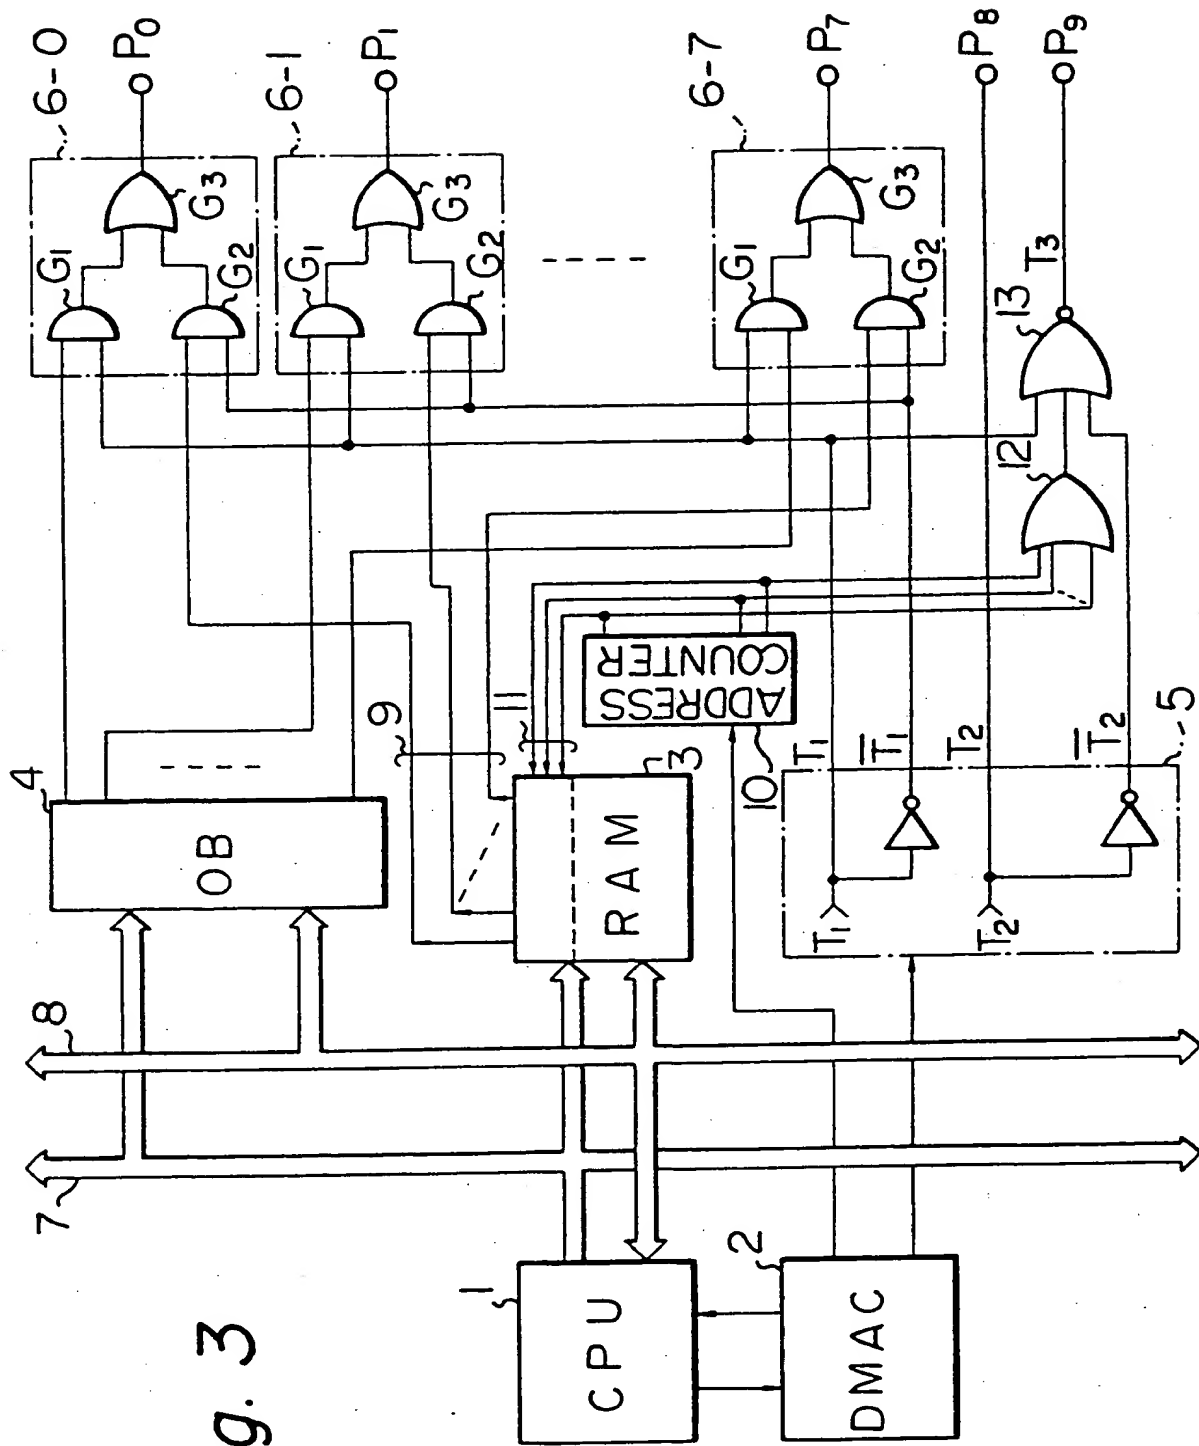 g. 3
CPU
1
DMAC
2
7
8
4
OB
9
11
RAM
3
10
ADDRESS
COUNTER
T1
T2
T1
T̅1̅
T2
T̅2̅
5
12
13
T3
6-0
G1
G2
G3
P0
6-1
G1
G2
G3
P1
6-7
G1
G2
G3
P7
P8
P9